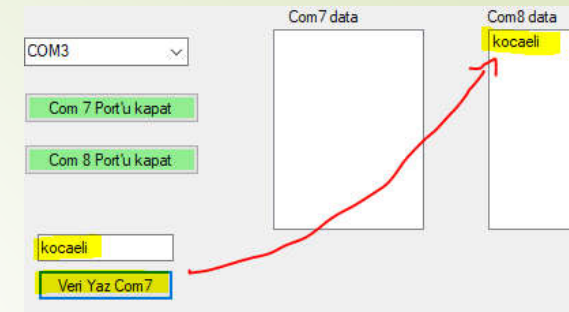 Com7 data
Com8 data
kocaeli
COM3
Com 7 Port'u kapat
Com 8 Port'u kapat
kocaeli
Veri Yaz Com7